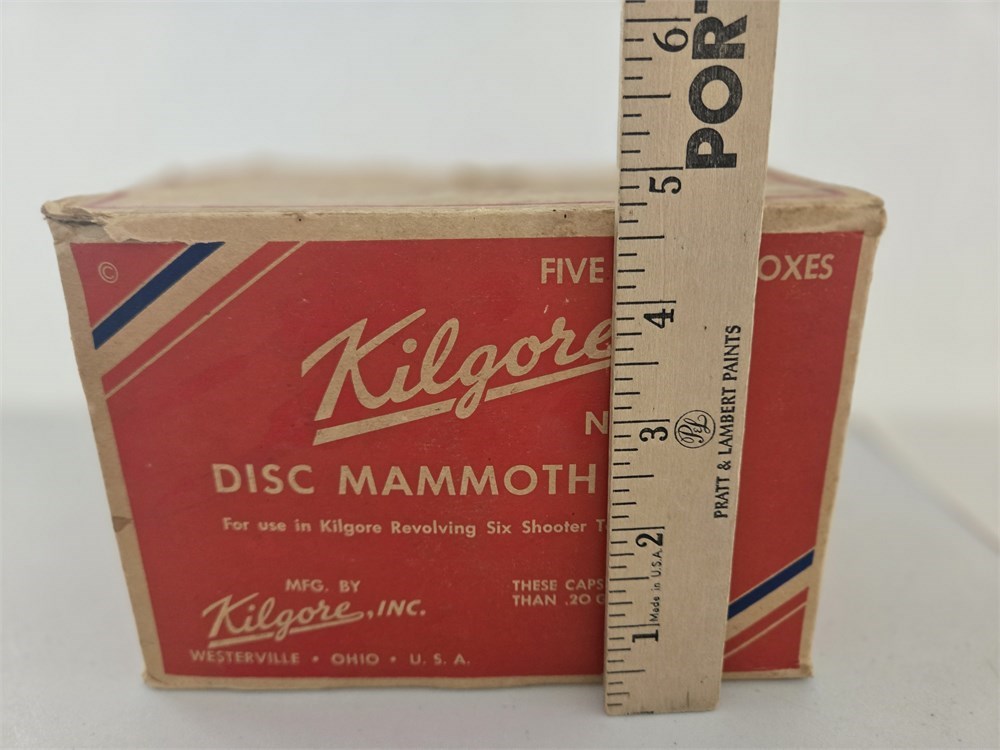 ©
FIVE OXES
Kilgore
N
DISC MAMMOTH
For use in Kilgore Revolving Six Shooter T
MFG. BY
Kilgore, INC.
WESTERVILLE • OHIO • U. S. A.
THESE CAPS
THAN .20 G
6
5
4
3
2
1
POR
P&L
PRATT & LAMBERT PAINTS
Made in U.S.A.